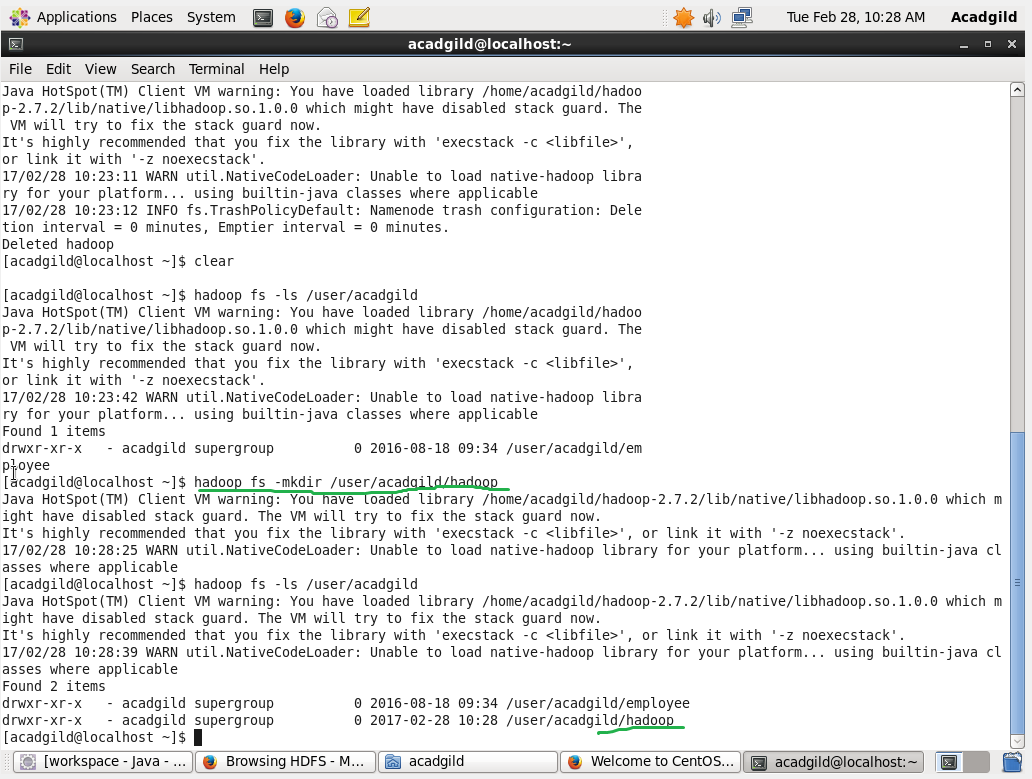 Applications Places System Tue Feb 28, 10:28 AM Acadgild
acadgild@localhost:~
File Edit View Search Terminal Help
Java HotSpot(TM) Client VM warning: You have loaded library /home/acadgild/hadoo
p-2.7.2/lib/native/libhadoop.so.1.0.0 which might have disabled stack guard. The
 VM will try to fix the stack guard now.
It's highly recommended that you fix the library with 'execstack -c <libfile>',
or link it with '-z noexecstack'.
17/02/28 10:23:11 WARN util.NativeCodeLoader: Unable to load native-hadoop libra
ry for your platform... using builtin-java classes where applicable
17/02/28 10:23:12 INFO fs.TrashPolicyDefault: Namenode trash configuration: Dele
tion interval = 0 minutes, Emptier interval = 0 minutes.
Deleted hadoop
[acadgild@localhost ~]$ clear
[acadgild@localhost ~]$ hadoop fs -ls /user/acadgild
Java HotSpot(TM) Client VM warning: You have loaded library /home/acadgild/hadoo
p-2.7.2/lib/native/libhadoop.so.1.0.0 which might have disabled stack guard. The
 VM will try to fix the stack guard now.
It's highly recommended that you fix the library with 'execstack -c <libfile>',
or link it with '-z noexecstack'.
17/02/28 10:23:42 WARN util.NativeCodeLoader: Unable to load native-hadoop libra
ry for your platform... using builtin-java classes where applicable
Found 1 items
drwxr-xr-x   - acadgild supergroup          0 2016-08-18 09:34 /user/acadgild/em
ployee
[acadgild@localhost ~]$ hadoop fs -mkdir /user/acadgild/hadoop
Java HotSpot(TM) Client VM warning: You have loaded library /home/acadgild/hadoop-2.7.2/lib/native/libhadoop.so.1.0.0 which m
ight have disabled stack guard. The VM will try to fix the stack guard now.
It's highly recommended that you fix the library with 'execstack -c <libfile>', or link it with '-z noexecstack'.
17/02/28 10:28:25 WARN util.NativeCodeLoader: Unable to load native-hadoop library for your platform... using builtin-java cl
asses where applicable
[acadgild@localhost ~]$ hadoop fs -ls /user/acadgild
Java HotSpot(TM) Client VM warning: You have loaded library /home/acadgild/hadoop-2.7.2/lib/native/libhadoop.so.1.0.0 which m
ight have disabled stack guard. The VM will try to fix the stack guard now.
It's highly recommended that you fix the library with 'execstack -c <libfile>', or link it with '-z noexecstack'.
17/02/28 10:28:39 WARN util.NativeCodeLoader: Unable to load native-hadoop library for your platform... using builtin-java cl
asses where applicable
Found 2 items
drwxr-xr-x   - acadgild supergroup          0 2016-08-18 09:34 /user/acadgild/employee
drwxr-xr-x   - acadgild supergroup          0 2017-02-28 10:28 /user/acadgild/hadoop
[acadgild@localhost ~]$
[workspace - Java - ... Browsing HDFS - M... acadgild Welcome to CentOS... acadgild@localhost:~